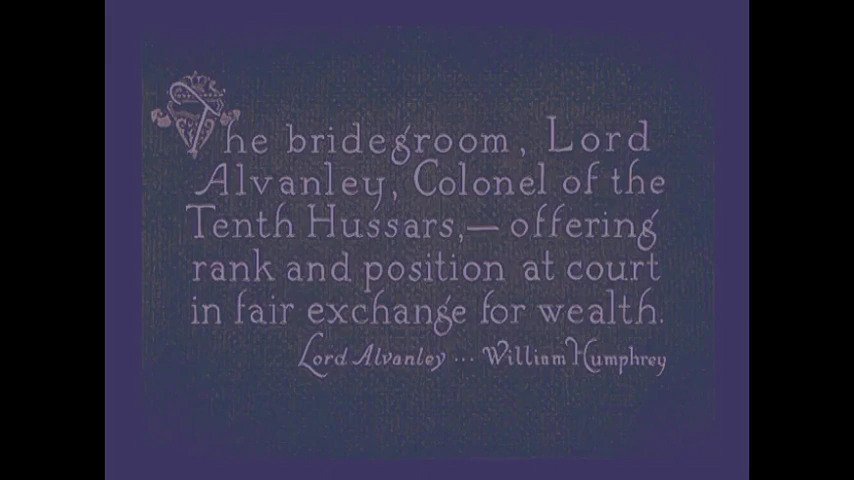 The bridegroom, Lord
Alvanley, Colonel of the
Tenth Hussars,— offering
rank and position at court
in fair exchange for wealth.
Lord Alvanley ... William Humphrey